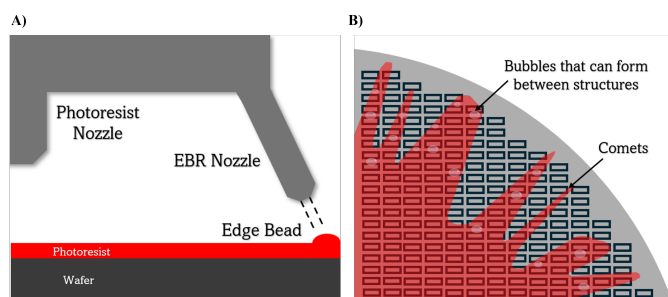 A)
Photoresist
Nozzle
EBR Nozzle
Edge Bead
Photoresist
Wafer
B)
Bubbles that can form
between structures
Comets